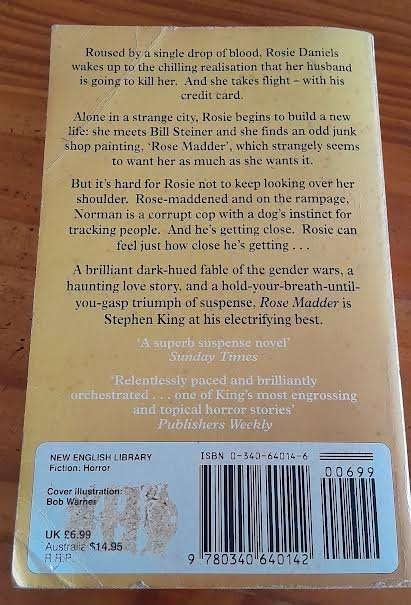 Roused by a single drop of blood, Rosie Daniels
wakes up to the chilling realisation that her husband
is going to kill her. And she takes flight – with his
credit card.
Alone in a strange city, Rosie begins to build a new
life: she meets Bill Steiner and she finds an odd junk
shop painting, 'Rose Madder', which strangely seems
to want her as much as she wants it.
But it's hard for Rosie not to keep looking over her
shoulder. Rose-maddened and on the rampage,
Norman is a corrupt cop with a dog's instinct for
tracking people. And he's getting close. Rosie can
feel just how close he's getting . . .
A brilliant dark-hued fable of the gender wars, a
haunting love story, and a hold-your-breath-until-
you-gasp triumph of suspense, Rose Madder is
Stephen King at his electrifying best.
'A superb suspense novel'
Sunday Times
'Relentlessly paced and brilliantly
orchestrated . . . one of King's most engrossing
and topical horror stories'
Publishers Weekly
NEW ENGLISH LIBRARY
Fiction: Horror
Cover illustration:
Bob Warner
UK £6.99
Australia $14.95
R.R.P.
ISBN 0-340-64014-6
00699
9 780340 640142